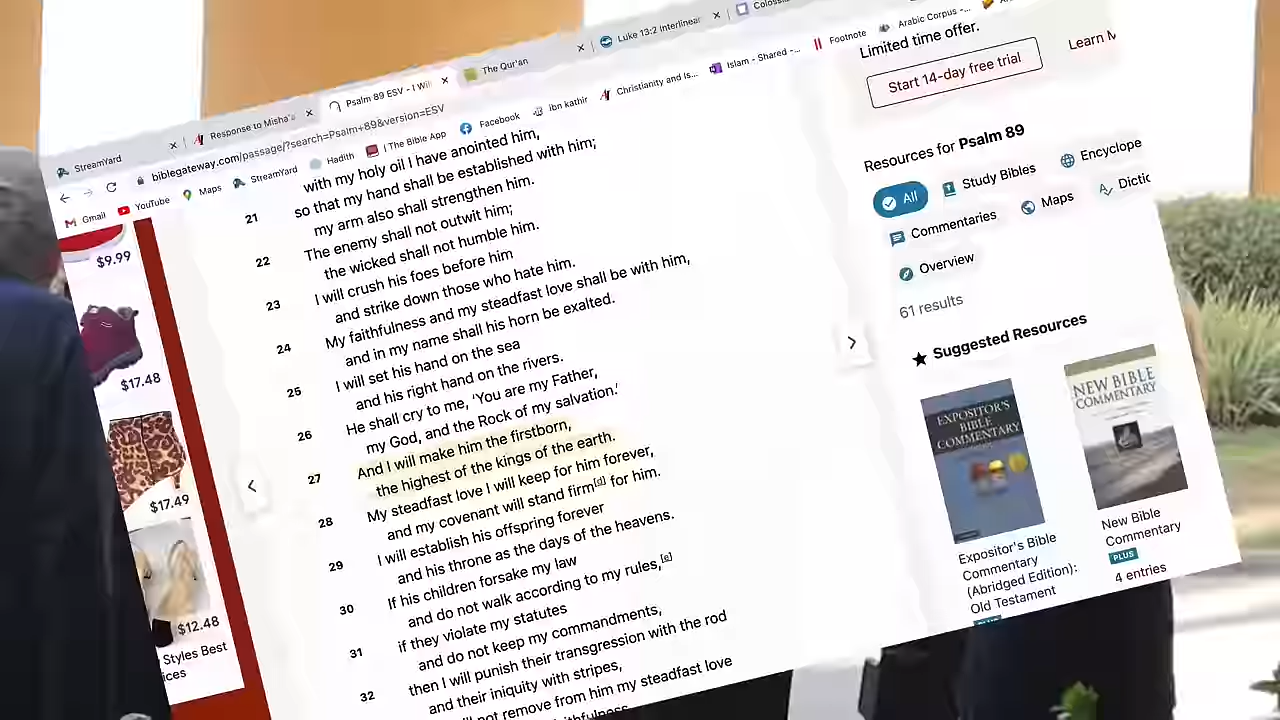 StreamYard
Response to Misha's
Psalm 89 ESV - I Wil
The Qur'an
Luke 13:2 Interlinear
biblegateway.com/passage/?search=Psalm+89&version=ESV
Gmail
YouTube
Maps
StreamYard
Hadith
I The Bible App
Facebook
ibn kathir
Christianity and Is...
Islam - Shared -...
Footnote
Arabic Corpus -...
$9.99
$17.48
$17.49
$12.48
Styles Best
with my holy oil I have anointed him,
21 so that my hand shall be established with him;
my arm also shall strengthen him.
22 The enemy shall not outwit him;
the wicked shall not humble him.
23 I will crush his foes before him
and strike down those who hate him.
24 My faithfulness and my steadfast love shall be with him,
and in my name shall his horn be exalted.
25 I will set his hand on the sea
and his right hand on the rivers.
26 He shall cry to me, 'You are my Father,
my God, and the Rock of my salvation.'
27 And I will make him the firstborn,
the highest of the kings of the earth.
28 My steadfast love I will keep for him forever,
and my covenant will stand firm[d] for him.
29 I will establish his offspring forever
and his throne as the days of the heavens.
30 If his children forsake my law
and do not walk according to my rules,[e]
31 if they violate my statutes
and do not keep my commandments,
32 then I will punish their transgression with the rod
and their iniquity with stripes,
not remove from him my steadfast love
Limited time offer.
Start 14-day free trial
Learn M
Resources for Psalm 89
All
Study Bibles
Encyclope
Commentaries
Maps
Dictio
Overview
61 results
Suggested Resources
EXPOSITOR'S
BIBLE
COMMENTARY
Expositor's Bible
Commentary
(Abridged Edition):
Old Testament
NEW BIBLE
COMMENTARY
New Bible
Commentary
PLUS
4 entries